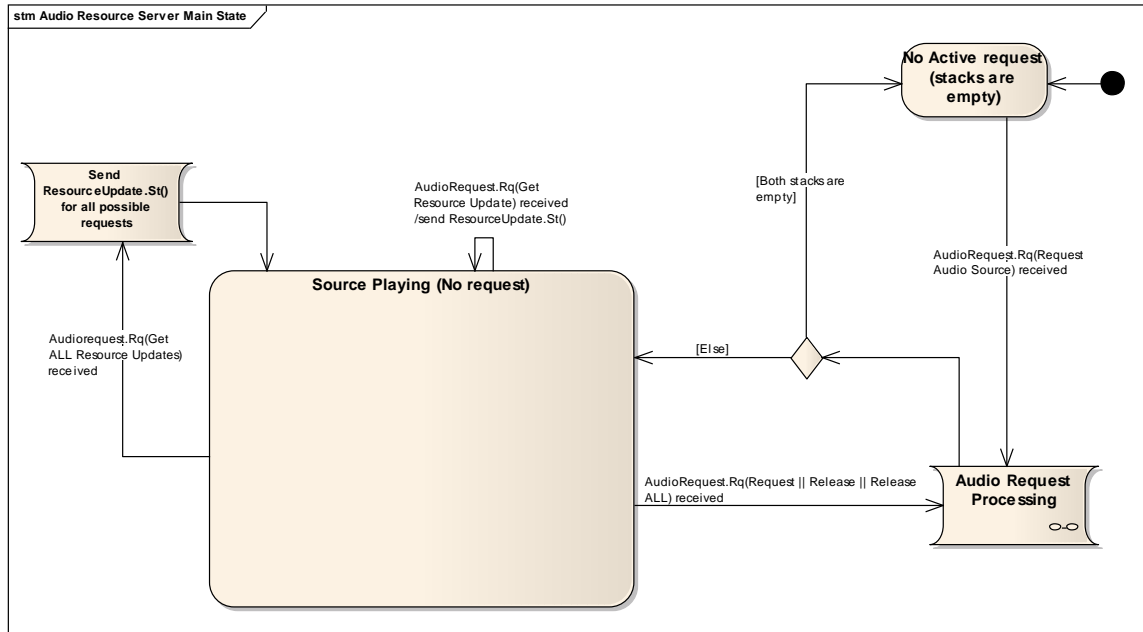 stm Audio Resource Server Main State
No Active request
(stacks are
empty)
Send
ResourceUpdate.St()
for all possible
requests
AudioRequest.Rq(Get
Resource Update) received
/send ResourceUpdate.St()
[Both stacks are
empty]
AudioRequest.Rq(Request
Audio Source) received
Source Playing (No request)
Audiorequest.Rq(Get
ALL Resource Updates)
received
[Else]
AudioRequest.Rq(Request || Release || Release
ALL) received
Audio Request
Processing